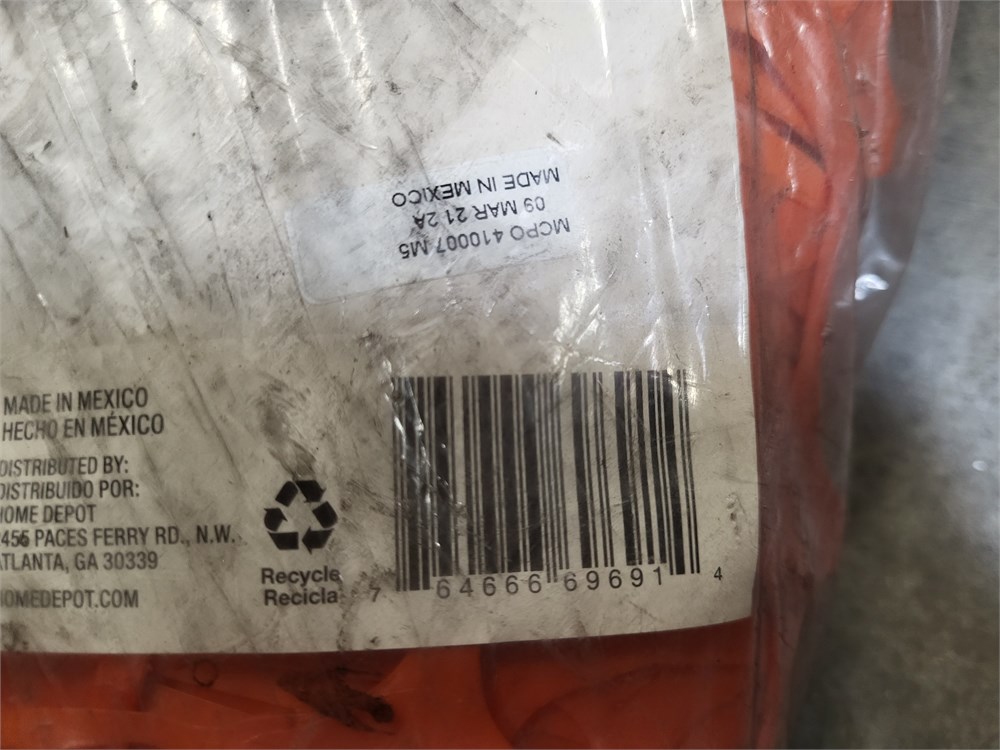 MADE IN MEXICO
09 MAR 21 2A
MCPO 410007 M5
MADE IN MEXICO
HECHO EN MÉXICO
DISTRIBUTED BY:
DISTRIBUIDO POR:
HOME DEPOT
2455 PACES FERRY RD., N.W.
ATLANTA, GA 30339
HOMEDEPOT.COM
Recycle
Recicla
7 64666 69691 4